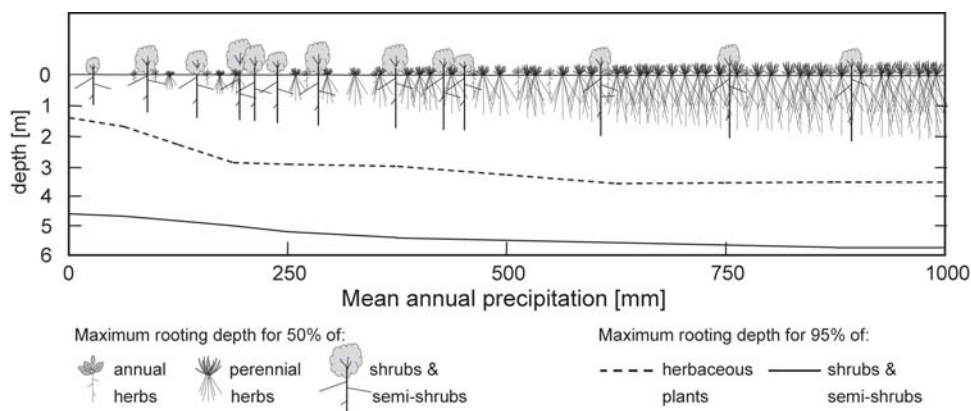 0
1
2
3
4
5
6
depth [m]
0 250 500 750 1000
Mean annual precipitation [mm]
Maximum rooting depth for 50% of:
annual herbs
perennial herbs
shrubs & semi-shrubs
Maximum rooting depth for 95% of:
herbaceous plants
shrubs & semi-shrubs